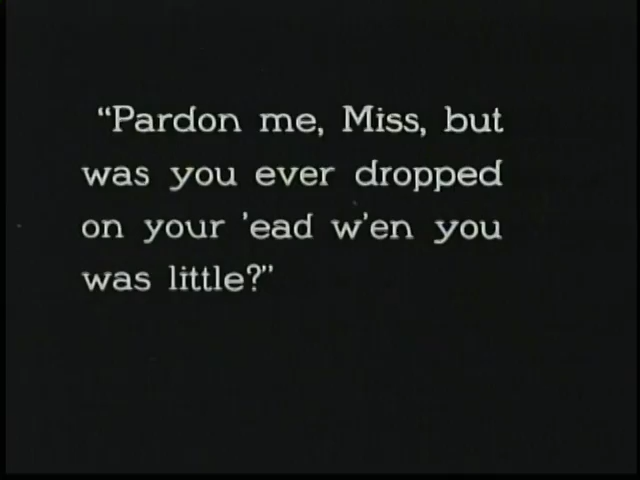 “Pardon me, Miss, but
was you ever dropped
on your ’ead w’en you
was little?”